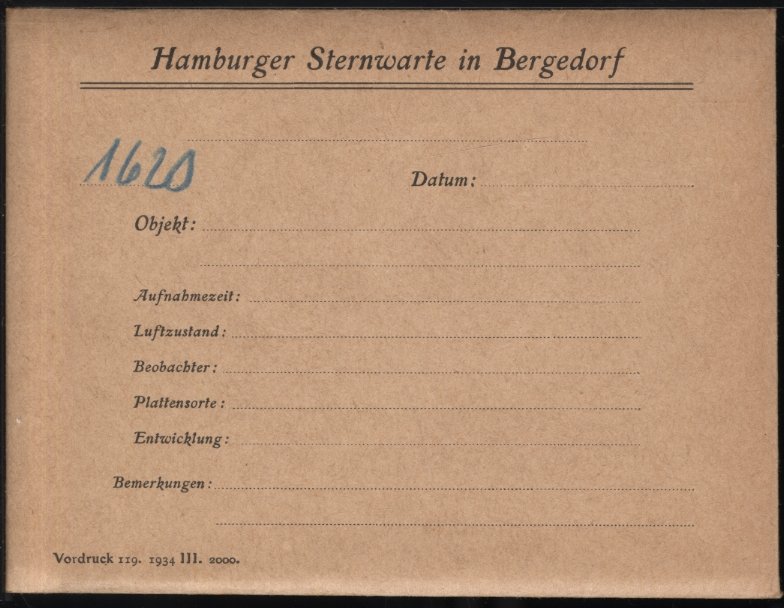 Hamburger Sternwarte in Bergedorf
1620
Datum:
Objekt:
Aufnahmezeit:
Luftzustand:
Beobachter:
Plattensorte:
Entwicklung:
Bemerkungen:
Vordruck 119. 1934 III. 2000.